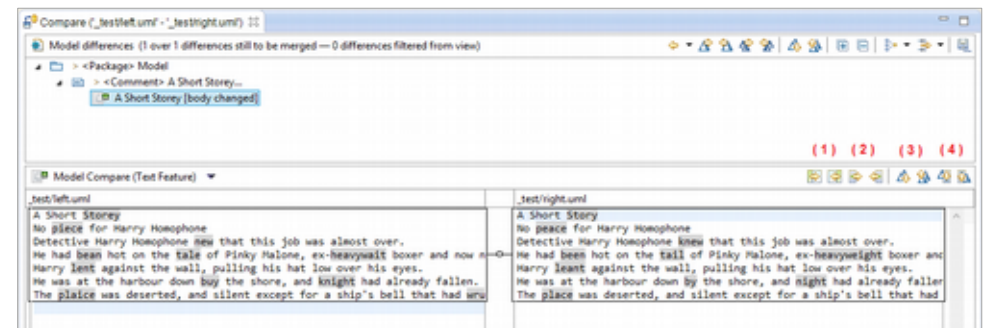 Compare ('_test/left.uml' - '_test/right.uml')
Model differences (1 over 1 differences still to be merged — 0 differences filtered from view)
> <Package> Model
> <Comment> A Short Storey...
A Short Storey [body changed]
(1) (2) (3) (4)
Model Compare (Text Feature)
_test/left.uml
A Short Storey
No piece for Harry Homophone
Detective Harry Homophone new that this job was almost over.
He had bean hot on the tale of Pinky Malone, ex-heavywait boxer and now n
Harry lent against the wall, pulling his hat low over his eyes.
He was at the harbour down buy the shore, and knight had already fallen.
The plaice was deserted, and silent except for a ship's bell that had wru
_test/right.uml
A Short Story
No peace for Harry Homophone
Detective Harry Homophone knew that this job was almost over.
He had been hot on the tail of Pinky Malone, ex-heavyweight boxer and
Harry leant against the wall, pulling his hat low over his eyes.
He was at the harbour down by the shore, and night had already faller
The place was deserted, and silent except for a ship's bell that had